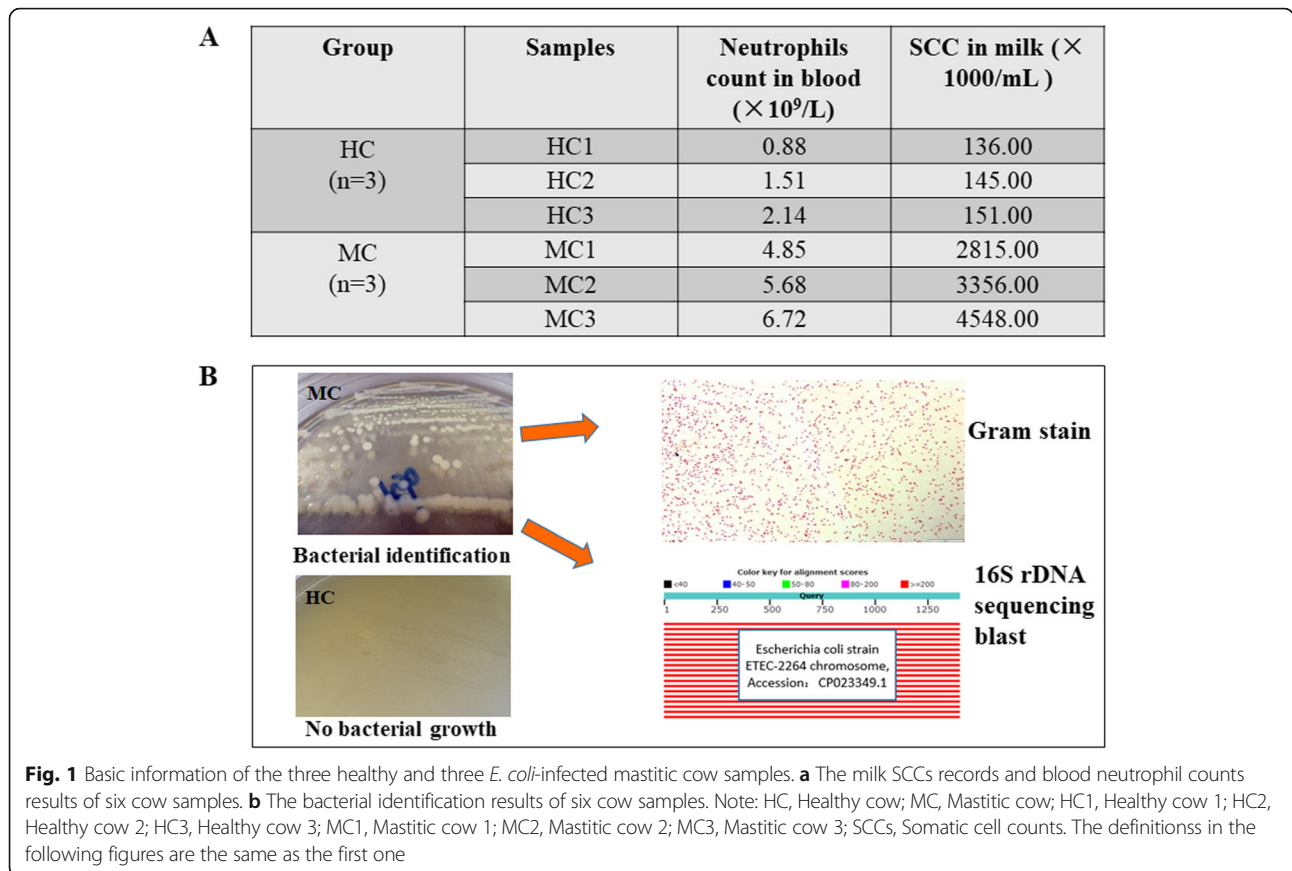 A
Group Samples Neutrophils count in blood (×10⁹/L) SCC in milk (× 1000/mL )
HC (n=3) HC1 0.88 136.00
HC2 1.51 145.00
HC3 2.14 151.00
MC (n=3) MC1 4.85 2815.00
MC2 5.68 3356.00
MC3 6.72 4548.00
B
MC
Bacterial identification
HC
No bacterial growth
Gram stain
Color key for alignment scores
<40 40-50 50-80 80-200 >=200
Query
1 250 500 750 1000 1250
Escherichia coli strain
ETEC-2264 chromosome,
Accession: CP023349.1
16S rDNA
sequencing
blast
Fig. 1 Basic information of the three healthy and three E. coli-infected mastitic cow samples. a The milk SCCs records and blood neutrophil counts
results of six cow samples. b The bacterial identification results of six cow samples. Note: HC, Healthy cow; MC, Mastitic cow; HC1, Healthy cow 1; HC2,
Healthy cow 2; HC3, Healthy cow 3; MC1, Mastitic cow 1; MC2, Mastitic cow 2; MC3, Mastitic cow 3; SCCs, Somatic cell counts. The definitionss in the
following figures are the same as the first one